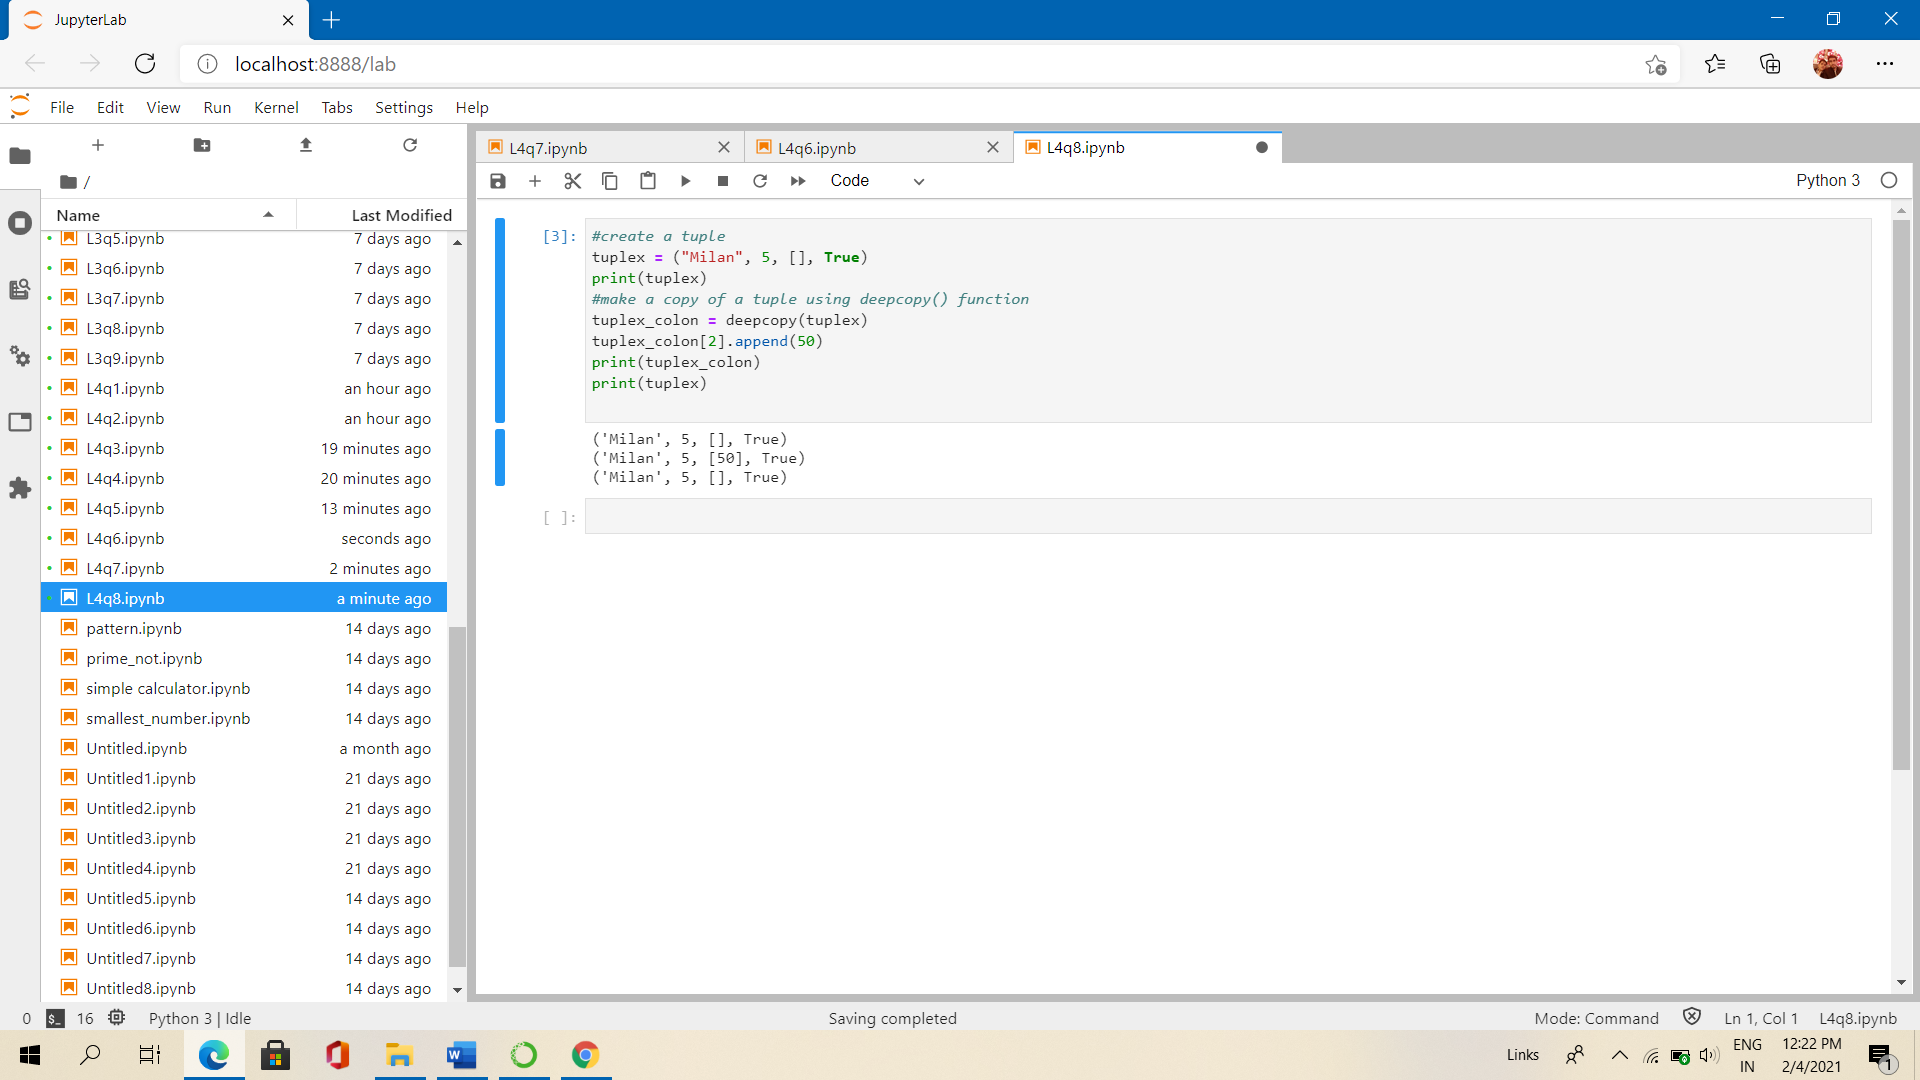 JupyterLab
localhost:8888/lab
File Edit View Run Kernel Tabs Settings Help
/
Name Last Modified
L3q5.ipynb 7 days ago
L3q6.ipynb 7 days ago
L3q7.ipynb 7 days ago
L3q8.ipynb 7 days ago
L3q9.ipynb 7 days ago
L4q1.ipynb an hour ago
L4q2.ipynb an hour ago
L4q3.ipynb 19 minutes ago
L4q4.ipynb 20 minutes ago
L4q5.ipynb 13 minutes ago
L4q6.ipynb seconds ago
L4q7.ipynb 2 minutes ago
L4q8.ipynb a minute ago
pattern.ipynb 14 days ago
prime_not.ipynb 14 days ago
simple calculator.ipynb 14 days ago
smallest_number.ipynb 14 days ago
Untitled.ipynb a month ago
Untitled1.ipynb 21 days ago
Untitled2.ipynb 21 days ago
Untitled3.ipynb 21 days ago
Untitled4.ipynb 21 days ago
Untitled5.ipynb 14 days ago
Untitled6.ipynb 14 days ago
Untitled7.ipynb 14 days ago
Untitled8.ipynb 14 days ago
L4q7.ipynb L4q6.ipynb L4q8.ipynb
Code Python 3
[3]: #create a tuple
tuplex = ("Milan", 5, [], True)
print(tuplex)
#make a copy of a tuple using deepcopy() function
tuplex_colon = deepcopy(tuplex)
tuplex_colon[2].append(50)
print(tuplex_colon)
print(tuplex)
('Milan', 5, [], True)
('Milan', 5, [50], True)
('Milan', 5, [], True)
[ ]:
0 $_ 16 Python 3 | Idle Saving completed Mode: Command Ln 1, Col 1 L4q8.ipynb
W Links ENG 12:22 PM
IN 2/4/2021 1